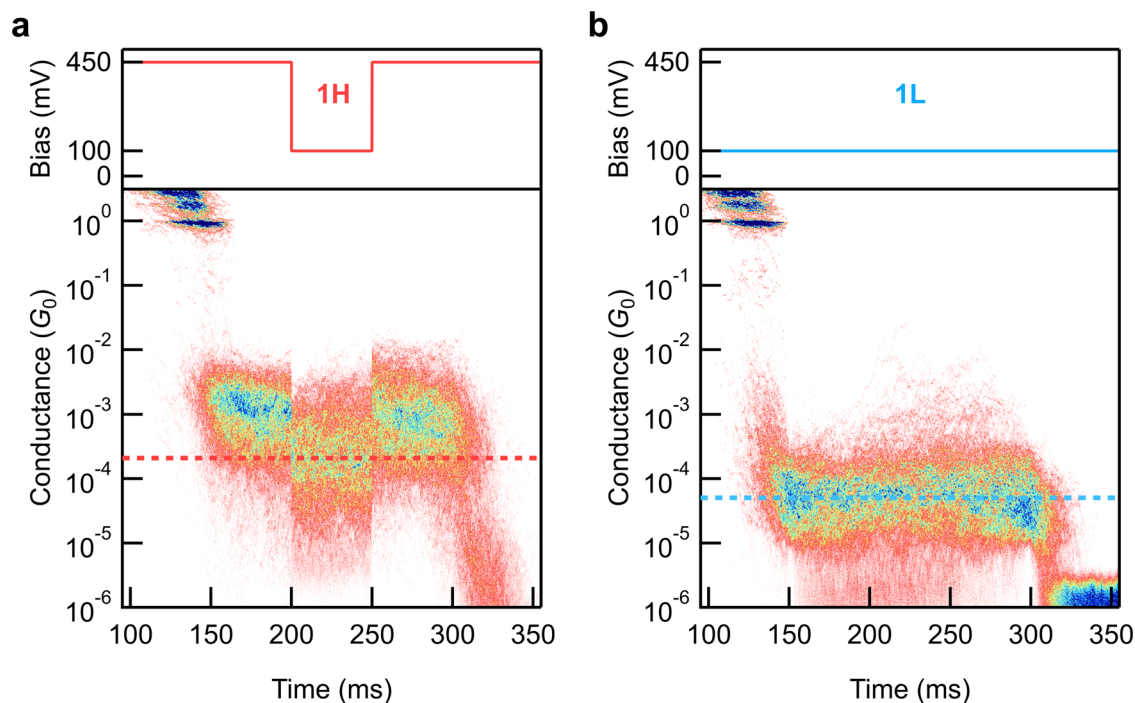 a
Bias (mV)
450
100
0
1H
Conductance (G0)
10^0
10^-1
10^-2
10^-3
10^-4
10^-5
10^-6
100 150 200 250 300 350
Time (ms)
b
Bias (mV)
450
100
0
1L
Conductance (G0)
10^0
10^-1
10^-2
10^-3
10^-4
10^-5
10^-6
100 150 200 250 300 350
Time (ms)